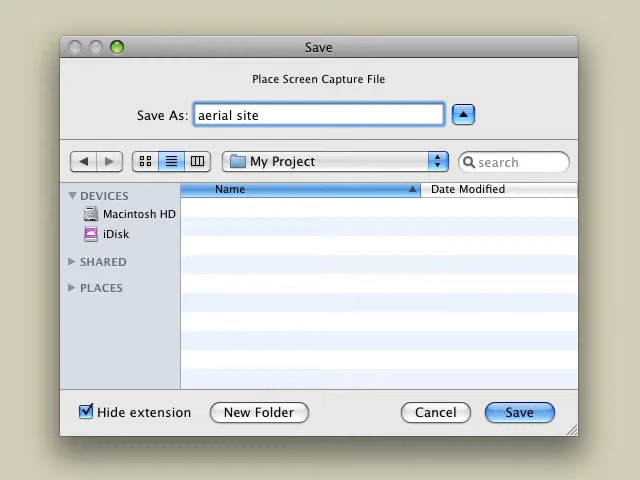 Save
Place Screen Capture File
Save As: aerial site
My Project
search
DEVICES
Name
Date Modified
Macintosh HD
iDisk
SHARED
PLACES
Hide extension
New Folder
Cancel
Save